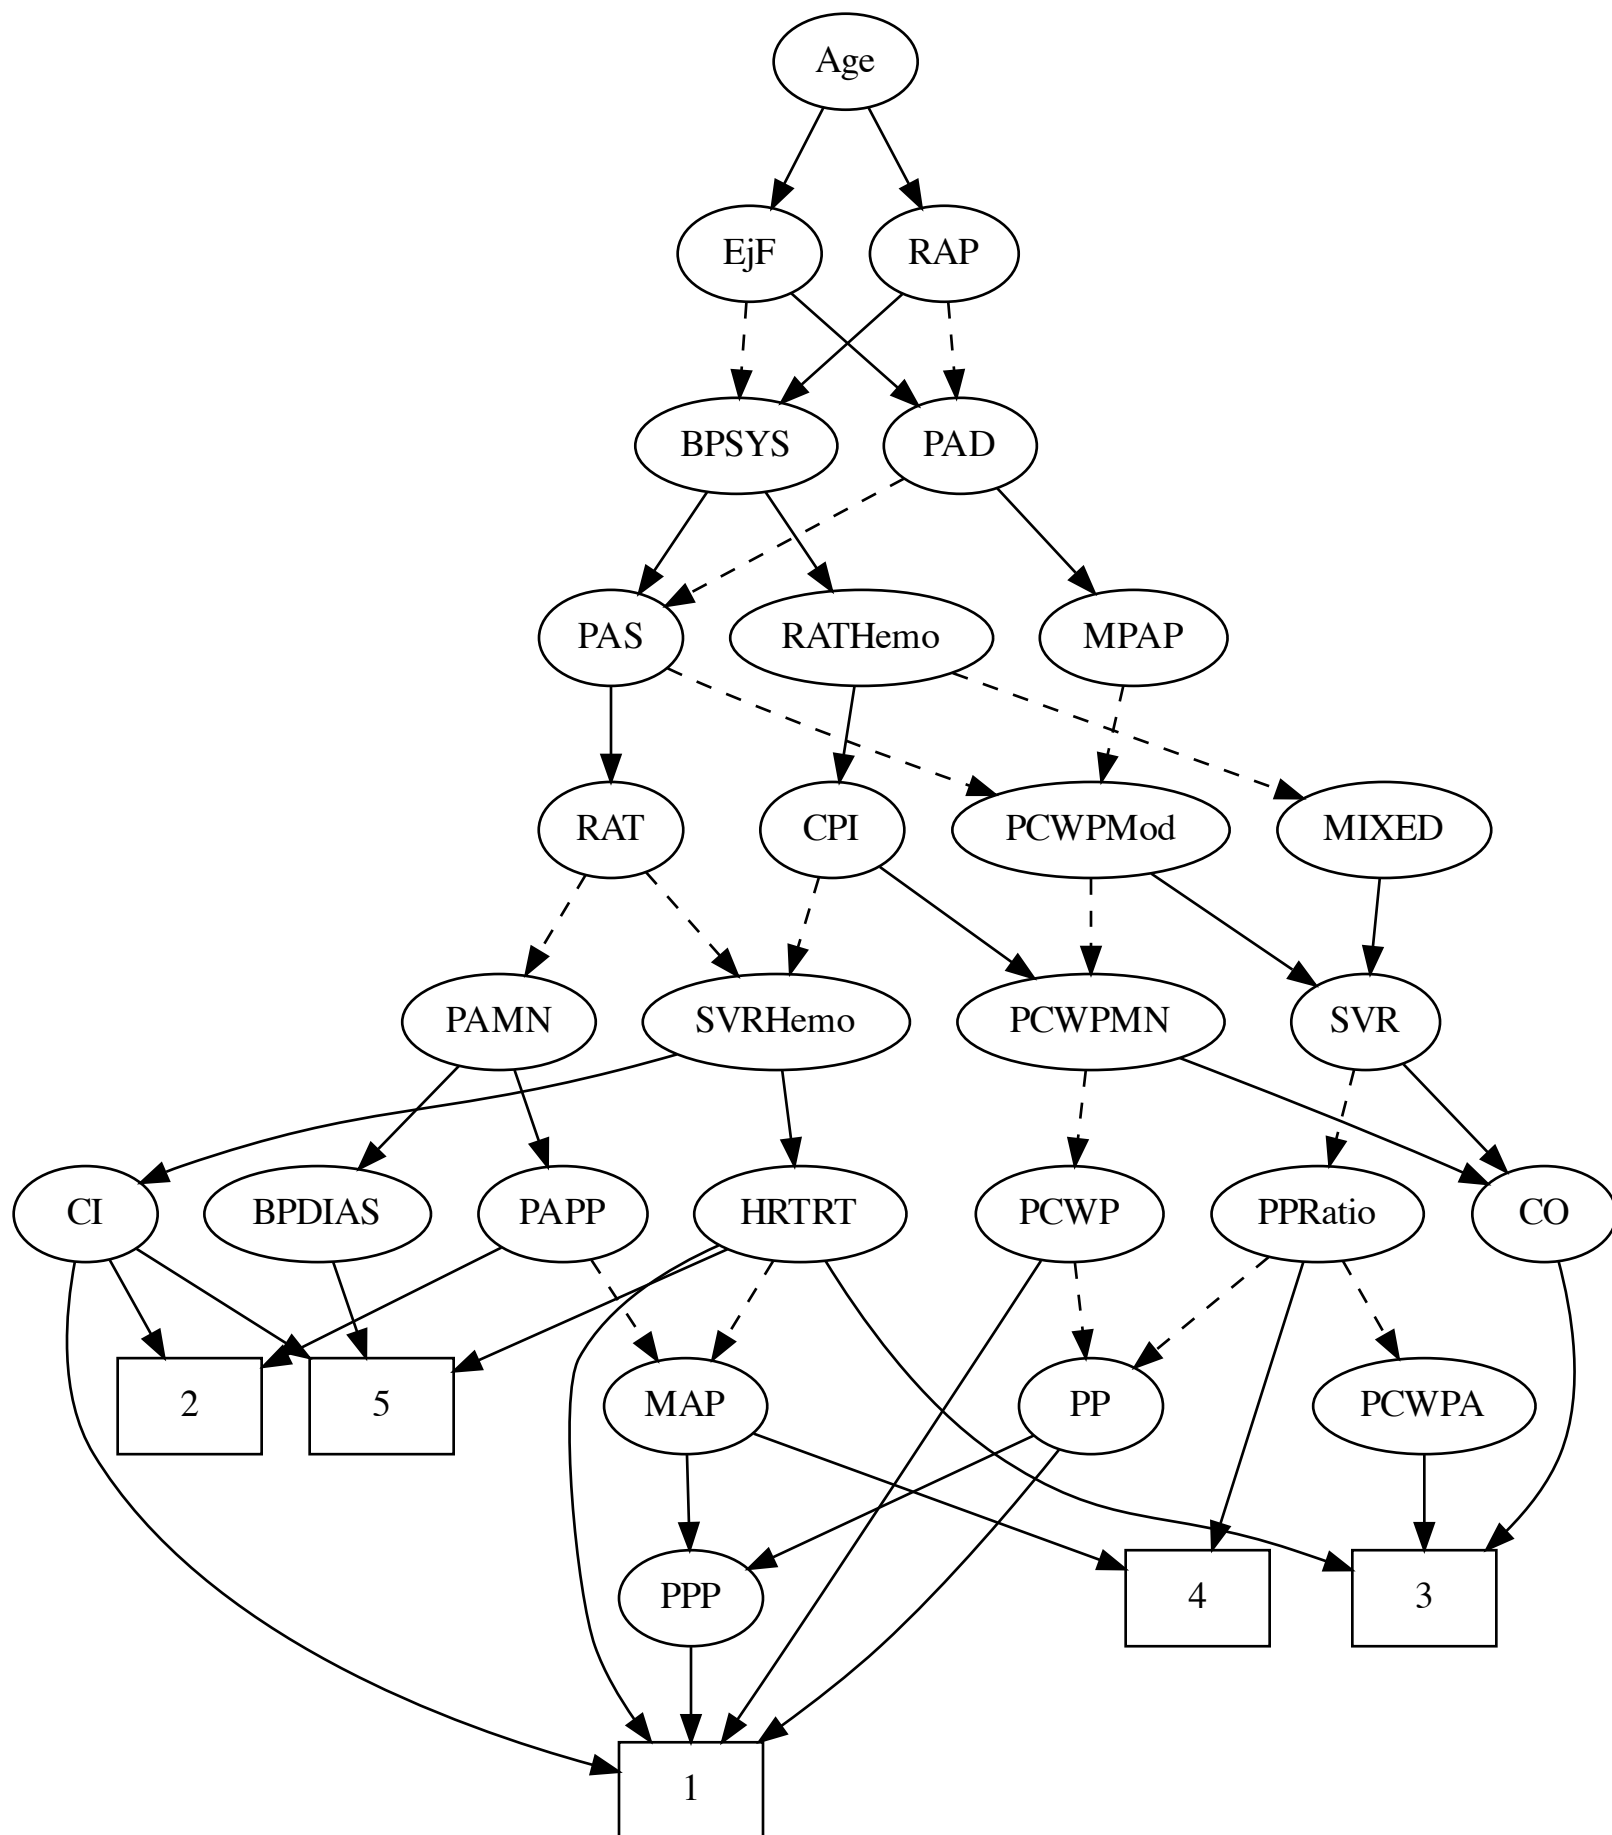 Age
EjF
RAP
BPSYS
PAD
PAS
RATHemo
MPAP
RAT
CPI
PCWPMod
MIXED
PAMN
SVRHemo
PCWPMN
SVR
CI
BPDIAS
PAPP
HRTRT
PCWP
PPRatio
CO
2
5
MAP
PP
PCWPA
PPP
4
3
1